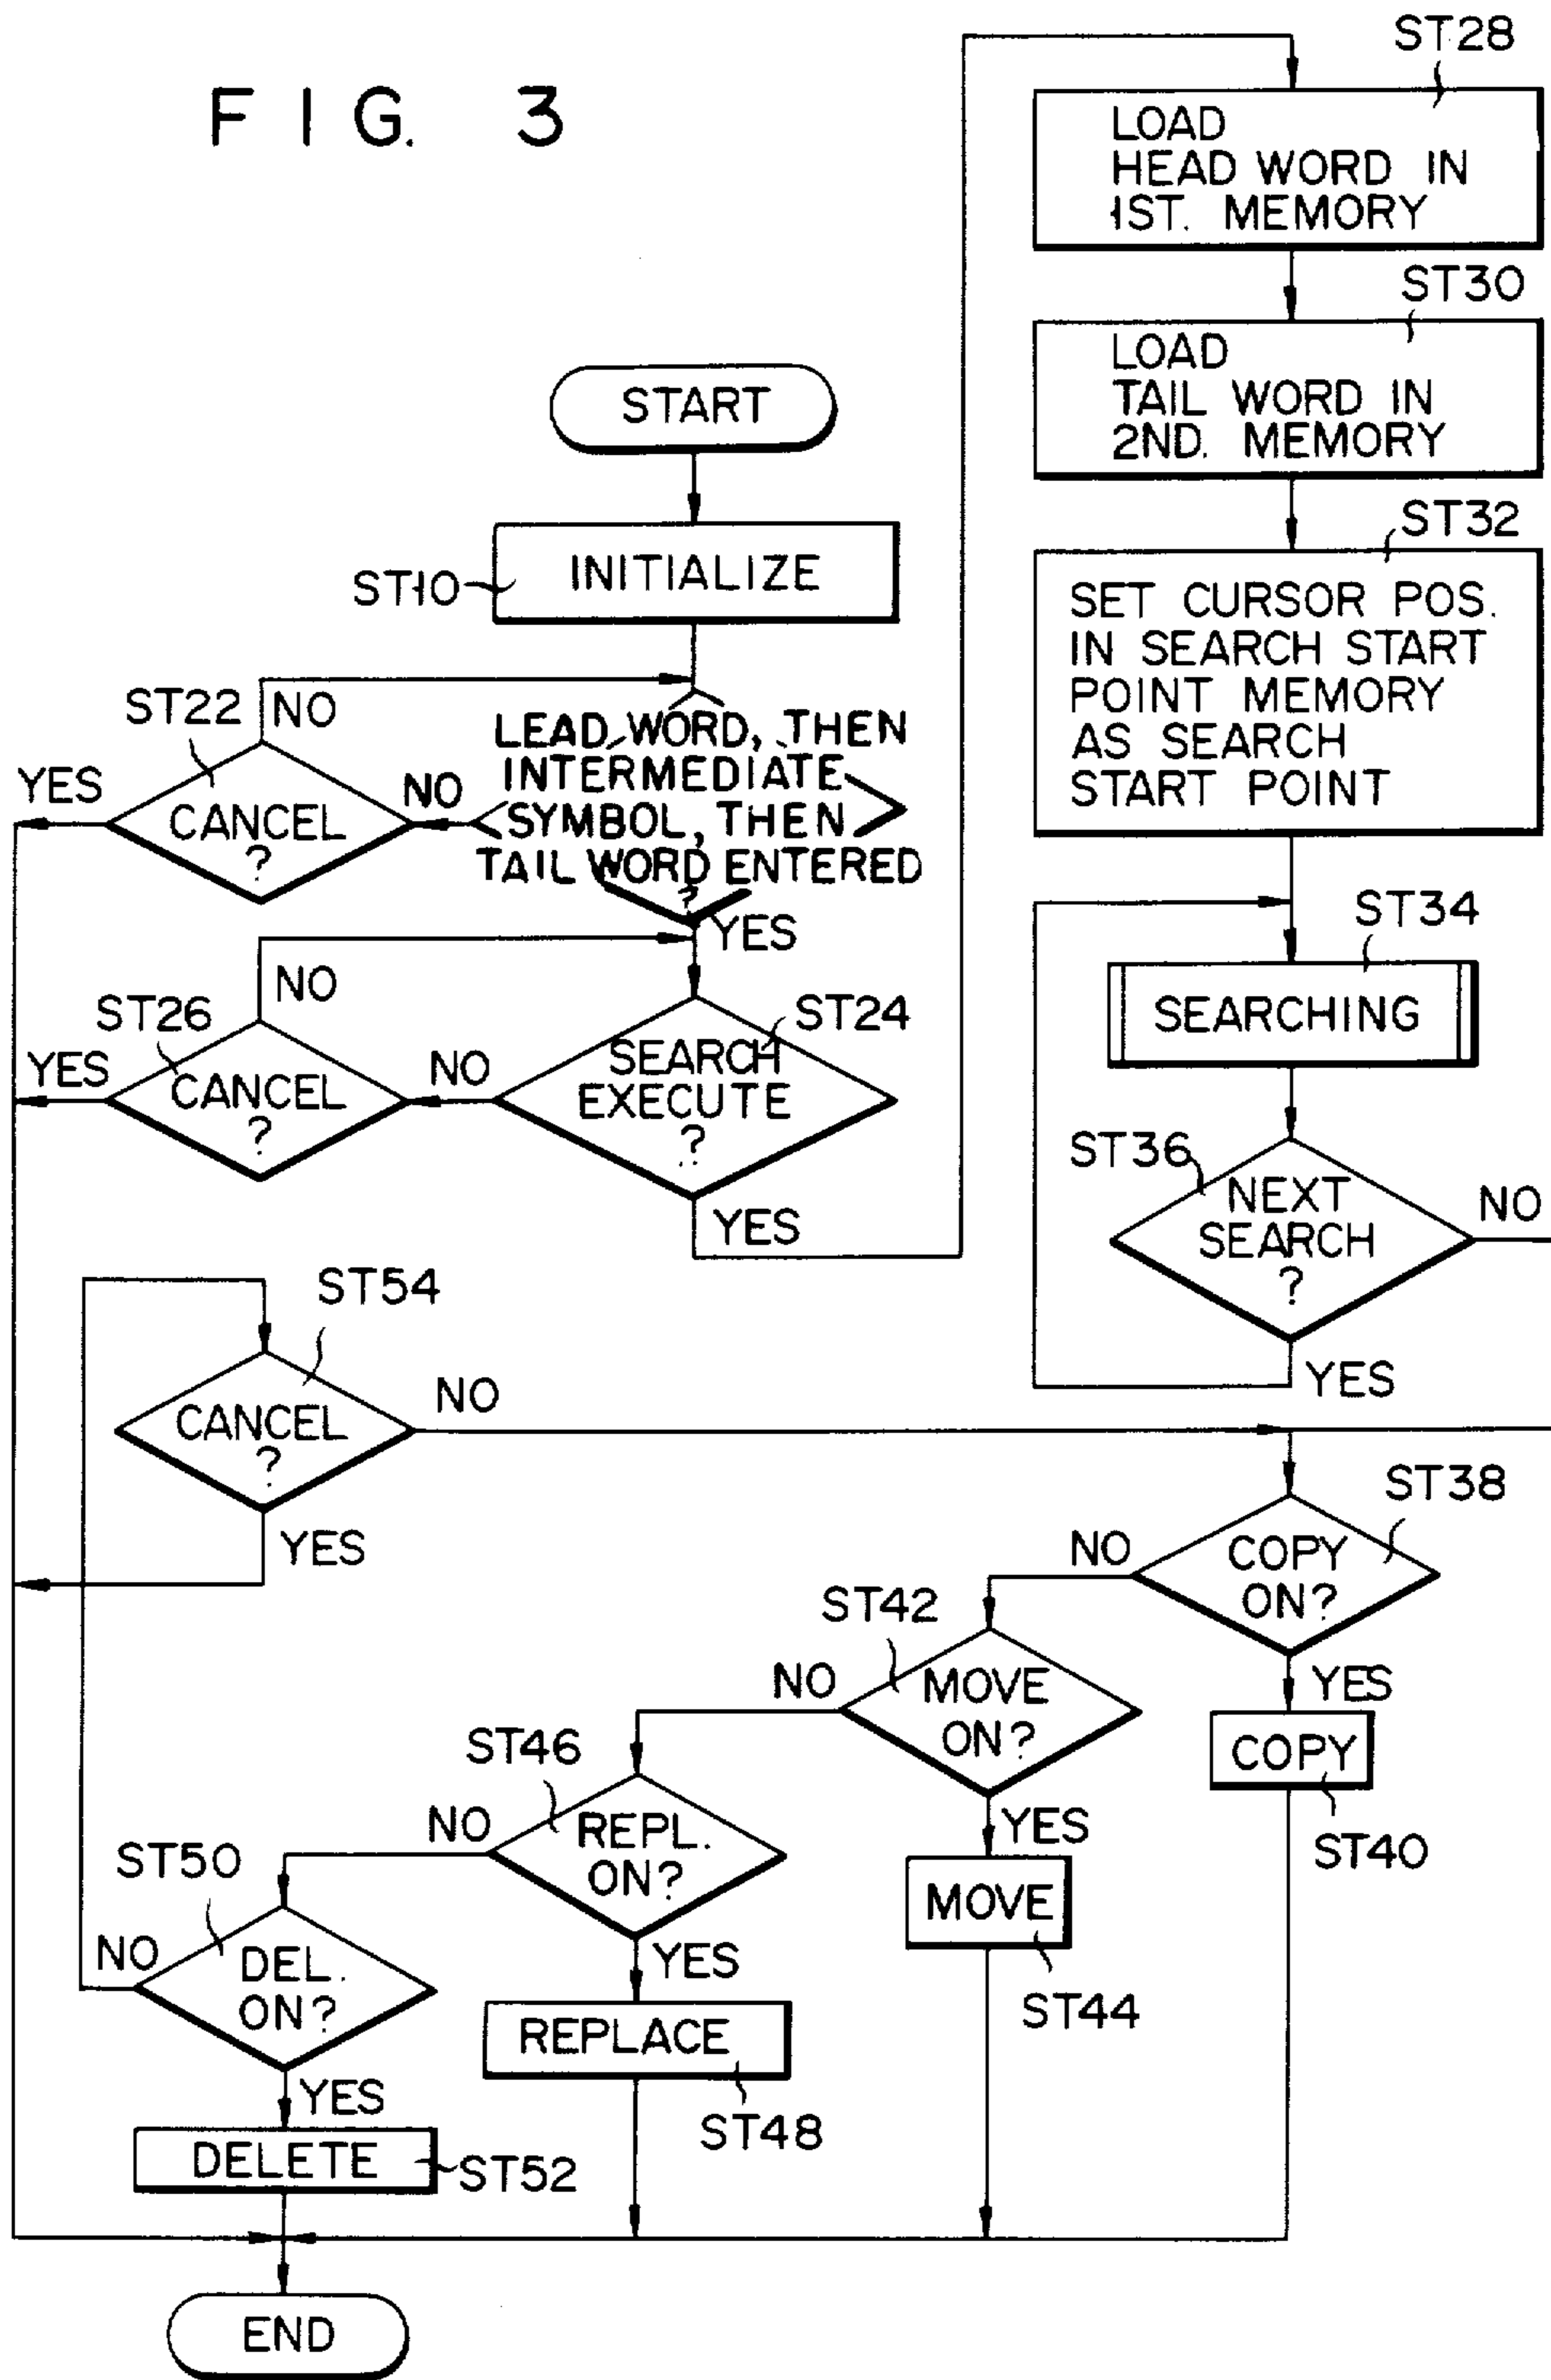 FIG. 3
START
ST10
INITIALIZE
LEAD WORD, THEN
INTERMEDIATE
SYMBOL, THEN
TAIL WORD ENTERED
?
NO
YES
ST22
CANCEL
?
NO
YES
ST24
SEARCH
EXECUTE
?
NO
YES
ST26
CANCEL
?
NO
YES
ST28
LOAD
HEAD WORD IN
1ST. MEMORY
ST30
LOAD
TAIL WORD IN
2ND. MEMORY
ST32
SET CURSOR POS.
IN SEARCH START
POINT MEMORY
AS SEARCH
START POINT
ST34
SEARCHING
ST36
NEXT
SEARCH
?
NO
YES
ST54
CANCEL
?
NO
YES
ST38
COPY
ON?
NO
YES
COPY
ST40
ST42
MOVE
ON?
NO
YES
MOVE
ST44
ST46
REPL.
ON?
NO
YES
REPLACE
ST48
ST50
DEL.
ON?
NO
YES
DELETE
ST52
END